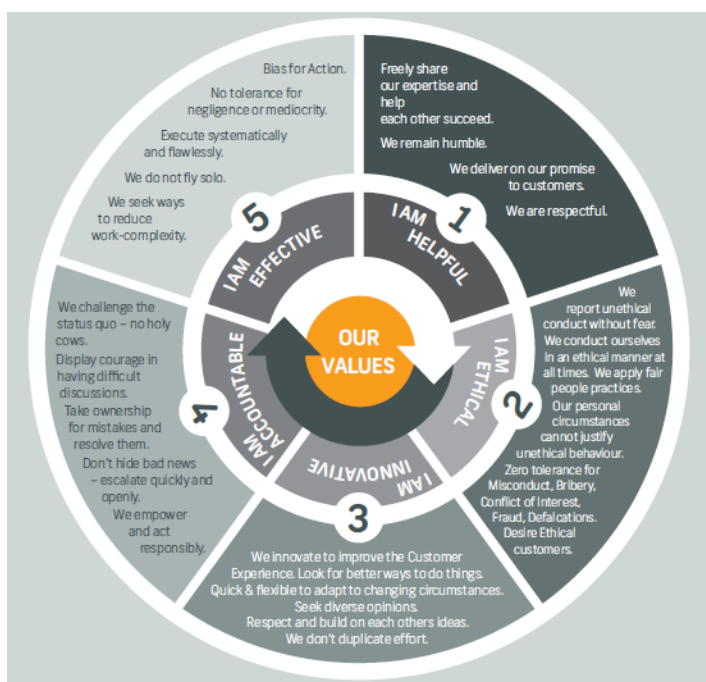 OUR
VALUES
1
I AM
HELPFUL
Freely share
our expertise and
help
each other succeed.
We remain humble.
We deliver on our promise
to customers.
We are respectful.
2
I AM
ETHICAL
We
report unethical
conduct without fear.
We conduct ourselves
in an ethical manner at
all times. We apply fair
people practices.
Our personal
circumstances
cannot justify
unethical behaviour.
Zero tolerance for
Misconduct, Bribery,
Conflict of Interest,
Fraud, Defalcations.
Desire Ethical
customers.
3
I AM
INNOVATIVE
We innovate to improve the Customer
Experience. Look for better ways to do things.
Quick & flexible to adapt to changing circumstances.
Seek diverse opinions.
Respect and build on each others ideas.
We don't duplicate effort.
4
I AM
ACCOUNTABLE
We challenge the
status quo – no holy
cows.
Display courage in
having difficult
discussions.
Take ownership
for mistakes and
resolve them.
Don't hide bad news
– escalate quickly and
openly.
We empower
and act
responsibly.
5
I AM
EFFECTIVE
Bias for Action.
No tolerance for
negligence or mediocrity.
Execute systematically
and flawlessly.
We do not fly solo.
We seek ways
to reduce
work-complexity.